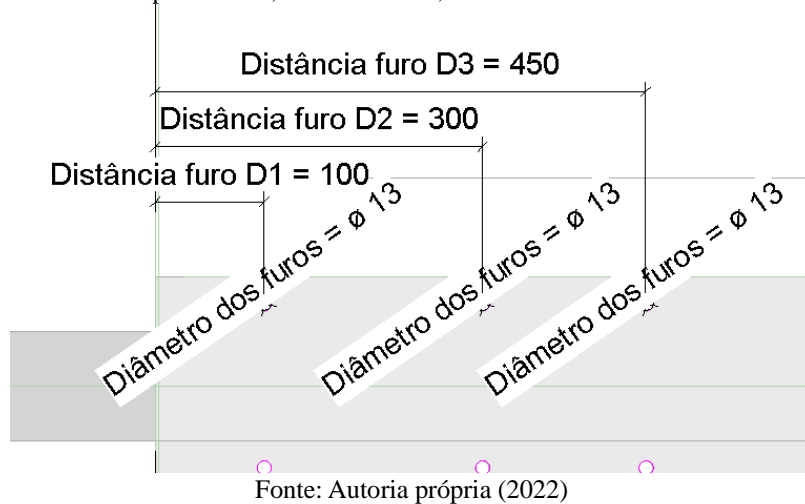 Distância furo D3 = 450
Distância furo D2 = 300
Distância furo D1 = 100
Diâmetro dos furos = ø 13
Diâmetro dos furos = ø 13
Diâmetro dos furos = ø 13
Fonte: Autoria própria (2022)